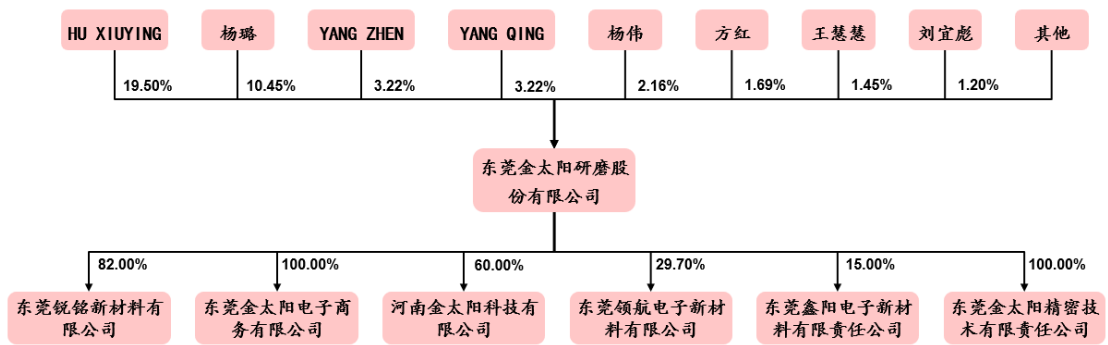 HU XIUYING
杨璐
YANG ZHEN
YANG QING
杨伟
方红
王慧慧
刘宜彪
其他
19.50%
10.45%
3.22%
3.22%
2.16%
1.69%
1.45%
1.20%
东莞金太阳研磨股
份有限公司
82.00%
100.00%
60.00%
29.70%
15.00%
100.00%
东莞锐铭新材料有
限公司
东莞金太阳电子商
务有限公司
河南金太阳科技有
限公司
东莞领航电子新材
料有限公司
东莞鑫阳电子新材
料有限责任公司
东莞金太阳精密技
术有限责任公司